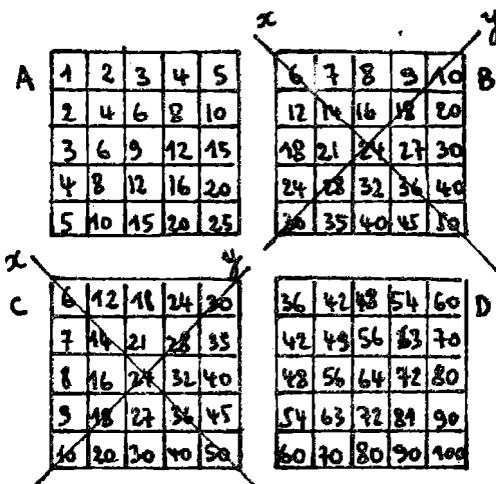 A
1 2 3 4 5
2 4 6 8 10
3 6 9 12 15
4 8 12 16 20
5 10 15 20 25
x y
B
6 7 8 9 10
12 14 16 18 20
18 21 24 27 30
24 28 32 36 40
30 35 40 45 50
x y
C
6 12 18 24 30
7 14 21 28 35
8 16 24 32 40
9 18 27 36 45
10 20 30 40 50
D
36 42 48 54 60
42 49 56 63 70
48 56 64 72 80
54 63 72 81 90
60 70 80 90 100